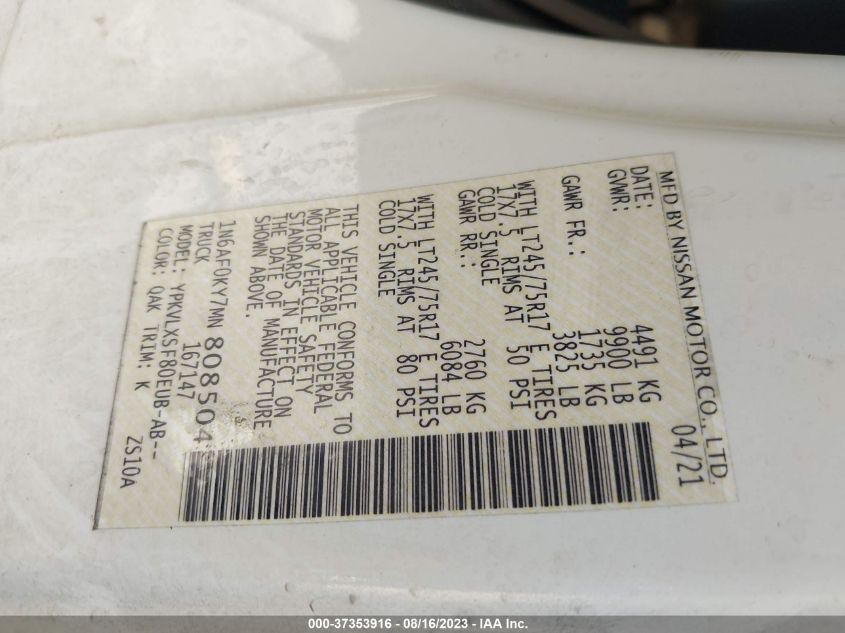 MFD BY NISSAN MOTOR CO., LTD.
DATE: 04/21
GVWR: 4491 KG
9900 LB
GAWR FR.: 1735 KG
3825 LB
WITH LT245/75R17 E TIRES
17X7.5 RIMS AT 50 PSI
COLD SINGLE
GAWR RR.: 2760 KG
6084 LB
WITH LT245/75R17 E TIRES
17X7.5 RIMS AT 80 PSI
COLD SINGLE
THIS VEHICLE CONFORMS TO
ALL APPLICABLE FEDERAL
MOTOR VEHICLE SAFETY
STANDARDS IN EFFECT ON
THE DATE OF MANUFACTURE
SHOWN ABOVE.
1N6AF0KY7MN808504
TRUCK 167147
MODEL: YPKVLXSF80EUB-AB--
COLOR: QAK TRIM: K ZS10A
000-37353916 - 08/16/2023 - IAA Inc.